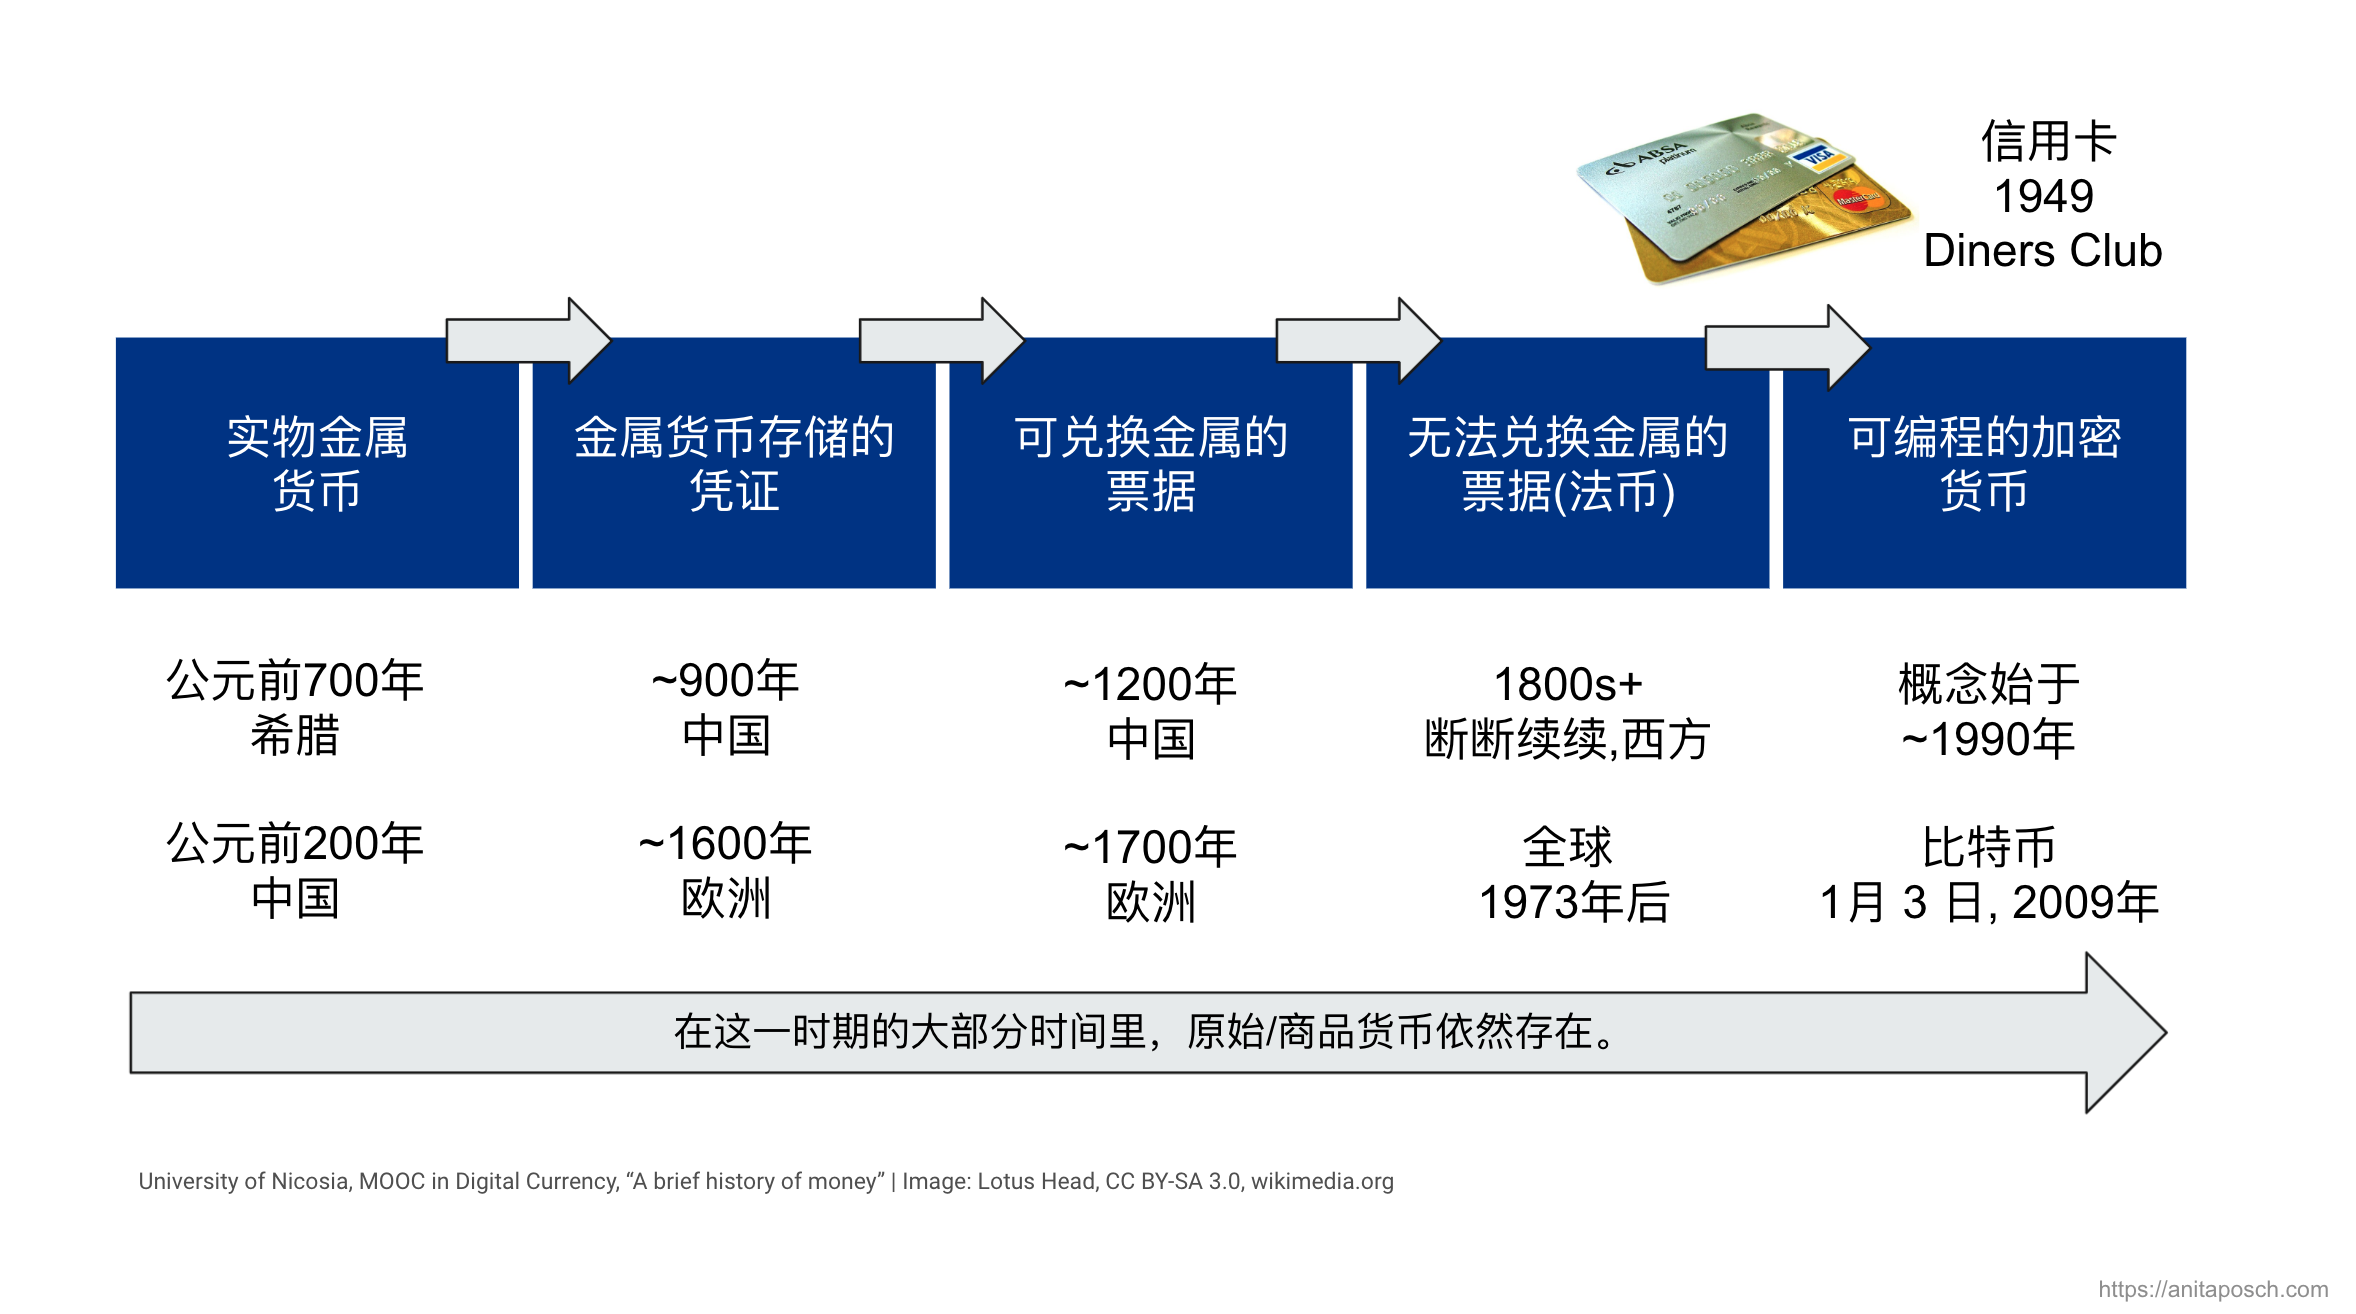 信用卡
1949
Diners Club
ABSA
platinum
VISA
MasterCard
4787
实物金属
货币
金属货币存储的
凭证
可兑换金属的
票据
无法兑换金属的
票据(法币)
可编程的加密
货币
公元前700年
希腊
~900年
中国
~1200年
中国
1800s+
断断续续,西方
概念始于
~1990年
公元前200年
中国
~1600年
欧洲
~1700年
欧洲
全球
1973年后
比特币
1月 3 日, 2009年
在这一时期的大部分时间里，原始/商品货币依然存在。
University of Nicosia, MOOC in Digital Currency, “A brief history of money” | Image: Lotus Head, CC BY-SA 3.0, wikimedia.org
https://anitaposch.com